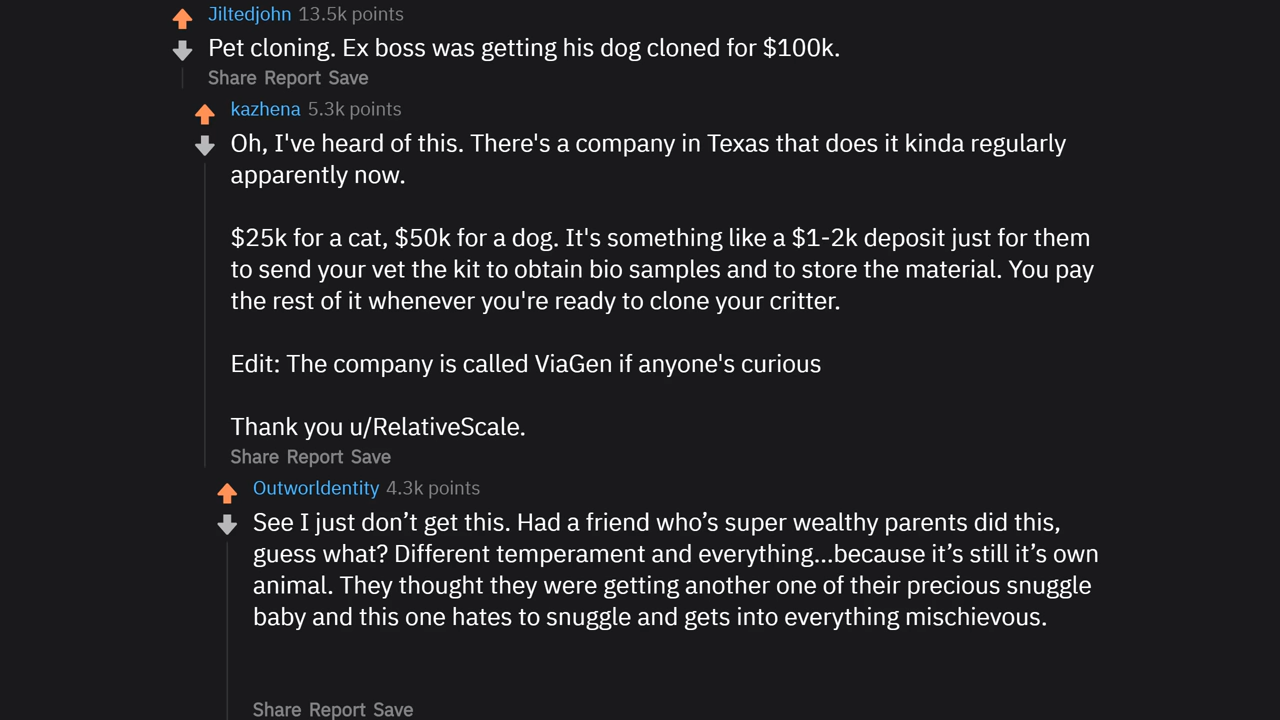 Jiltedjohn 13.5k points
Pet cloning. Ex boss was getting his dog cloned for $100k.
Share Report Save
kazhena 5.3k points
Oh, I've heard of this. There's a company in Texas that does it kinda regularly
apparently now.
$25k for a cat, $50k for a dog. It's something like a $1-2k deposit just for them
to send your vet the kit to obtain bio samples and to store the material. You pay
the rest of it whenever you're ready to clone your critter.
Edit: The company is called ViaGen if anyone's curious
Thank you u/RelativeScale.
Share Report Save
Outworldentity 4.3k points
See I just don’t get this. Had a friend who’s super wealthy parents did this,
guess what? Different temperament and everything...because it’s still it’s own
animal. They thought they were getting another one of their precious snuggle
baby and this one hates to snuggle and gets into everything mischievous.
Share Report Save